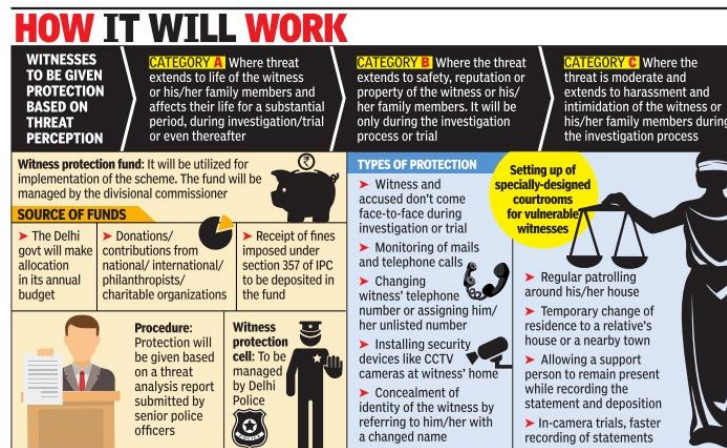 HOW IT WILL WORK
WITNESSES
TO BE GIVEN
PROTECTION
BASED ON
THREAT
PERCEPTION
CATEGORY A Where threat
extends to life of the witness
or his/her family members and
affects their life for a substantial
period, during investigation/trial
or even thereafter
CATEGORY B Where the threat
extends to safety, reputation or
property of the witness or his/
her family members. It will be
only during the investigation
process or trial
CATEGORY C Where the
threat is moderate and
extends to harassment and
intimidation of the witness or
his/her family members during
the investigation process
Witness protection fund: It will be utilized for
implementation of the scheme. The fund will be
managed by the divisional commissioner
₹
SOURCE OF FUNDS
➤ The Delhi
govt will make
allocation
in its annual
budget
➤ Donations/
contributions from
national/ international/
philanthropists/
charitable organizations
➤ Receipt of fines
imposed under
section 357 of IPC
to be deposited in
the fund
Procedure:
Protection will
be given based
on a threat
analysis report
submitted by
senior police
officers
Witness
protection
cell: To be
managed
by Delhi
Police
TYPES OF PROTECTION
➤ Witness and
accused don't come
face-to-face during
investigation or trial
➤ Monitoring of mails
and telephone calls
➤ Changing
witness' telephone
number or assigning him/
her unlisted number
➤ Installing security
devices like CCTV
cameras at witness' home
➤ Concealment of
identity of the witness by
referring to him/her with
a changed name
Setting up of
specially-designed
courtrooms
for vulnerable
witnesses
➤ Regular patrolling
around his/her house
➤ Temporary change of
residence to a relative's
house or a nearby town
➤ Allowing a support
person to remain present
while recording the
statement and deposition
➤ In-camera trials, faster
recording of statements